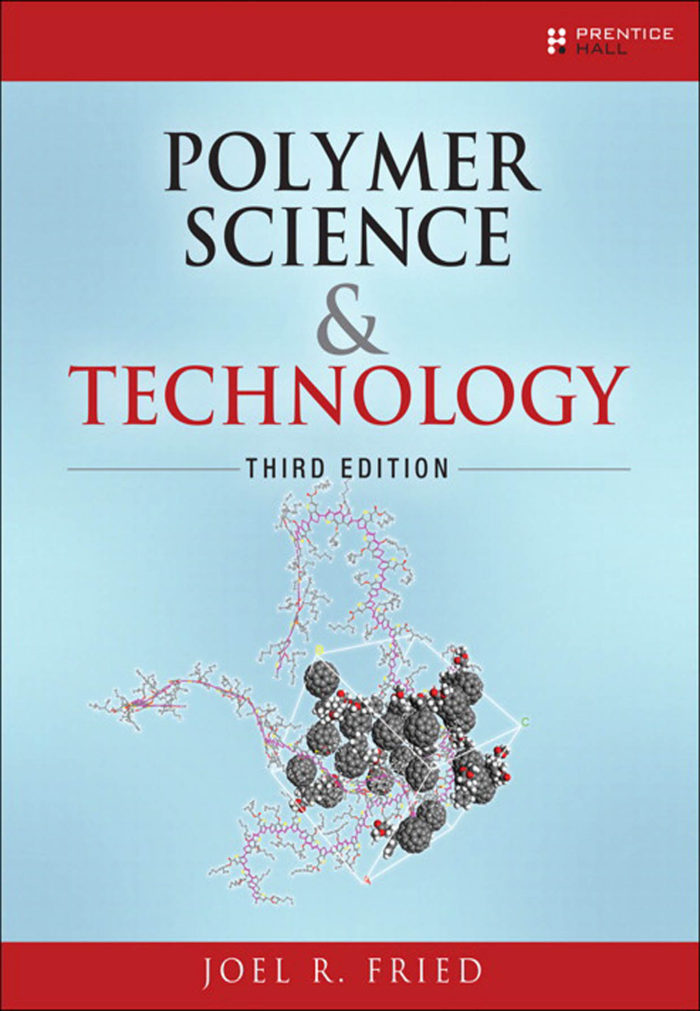 PRENTICE
HALL
POLYMER
SCIENCE
&
TECHNOLOGY
THIRD EDITION
C
JOEL R. FRIED